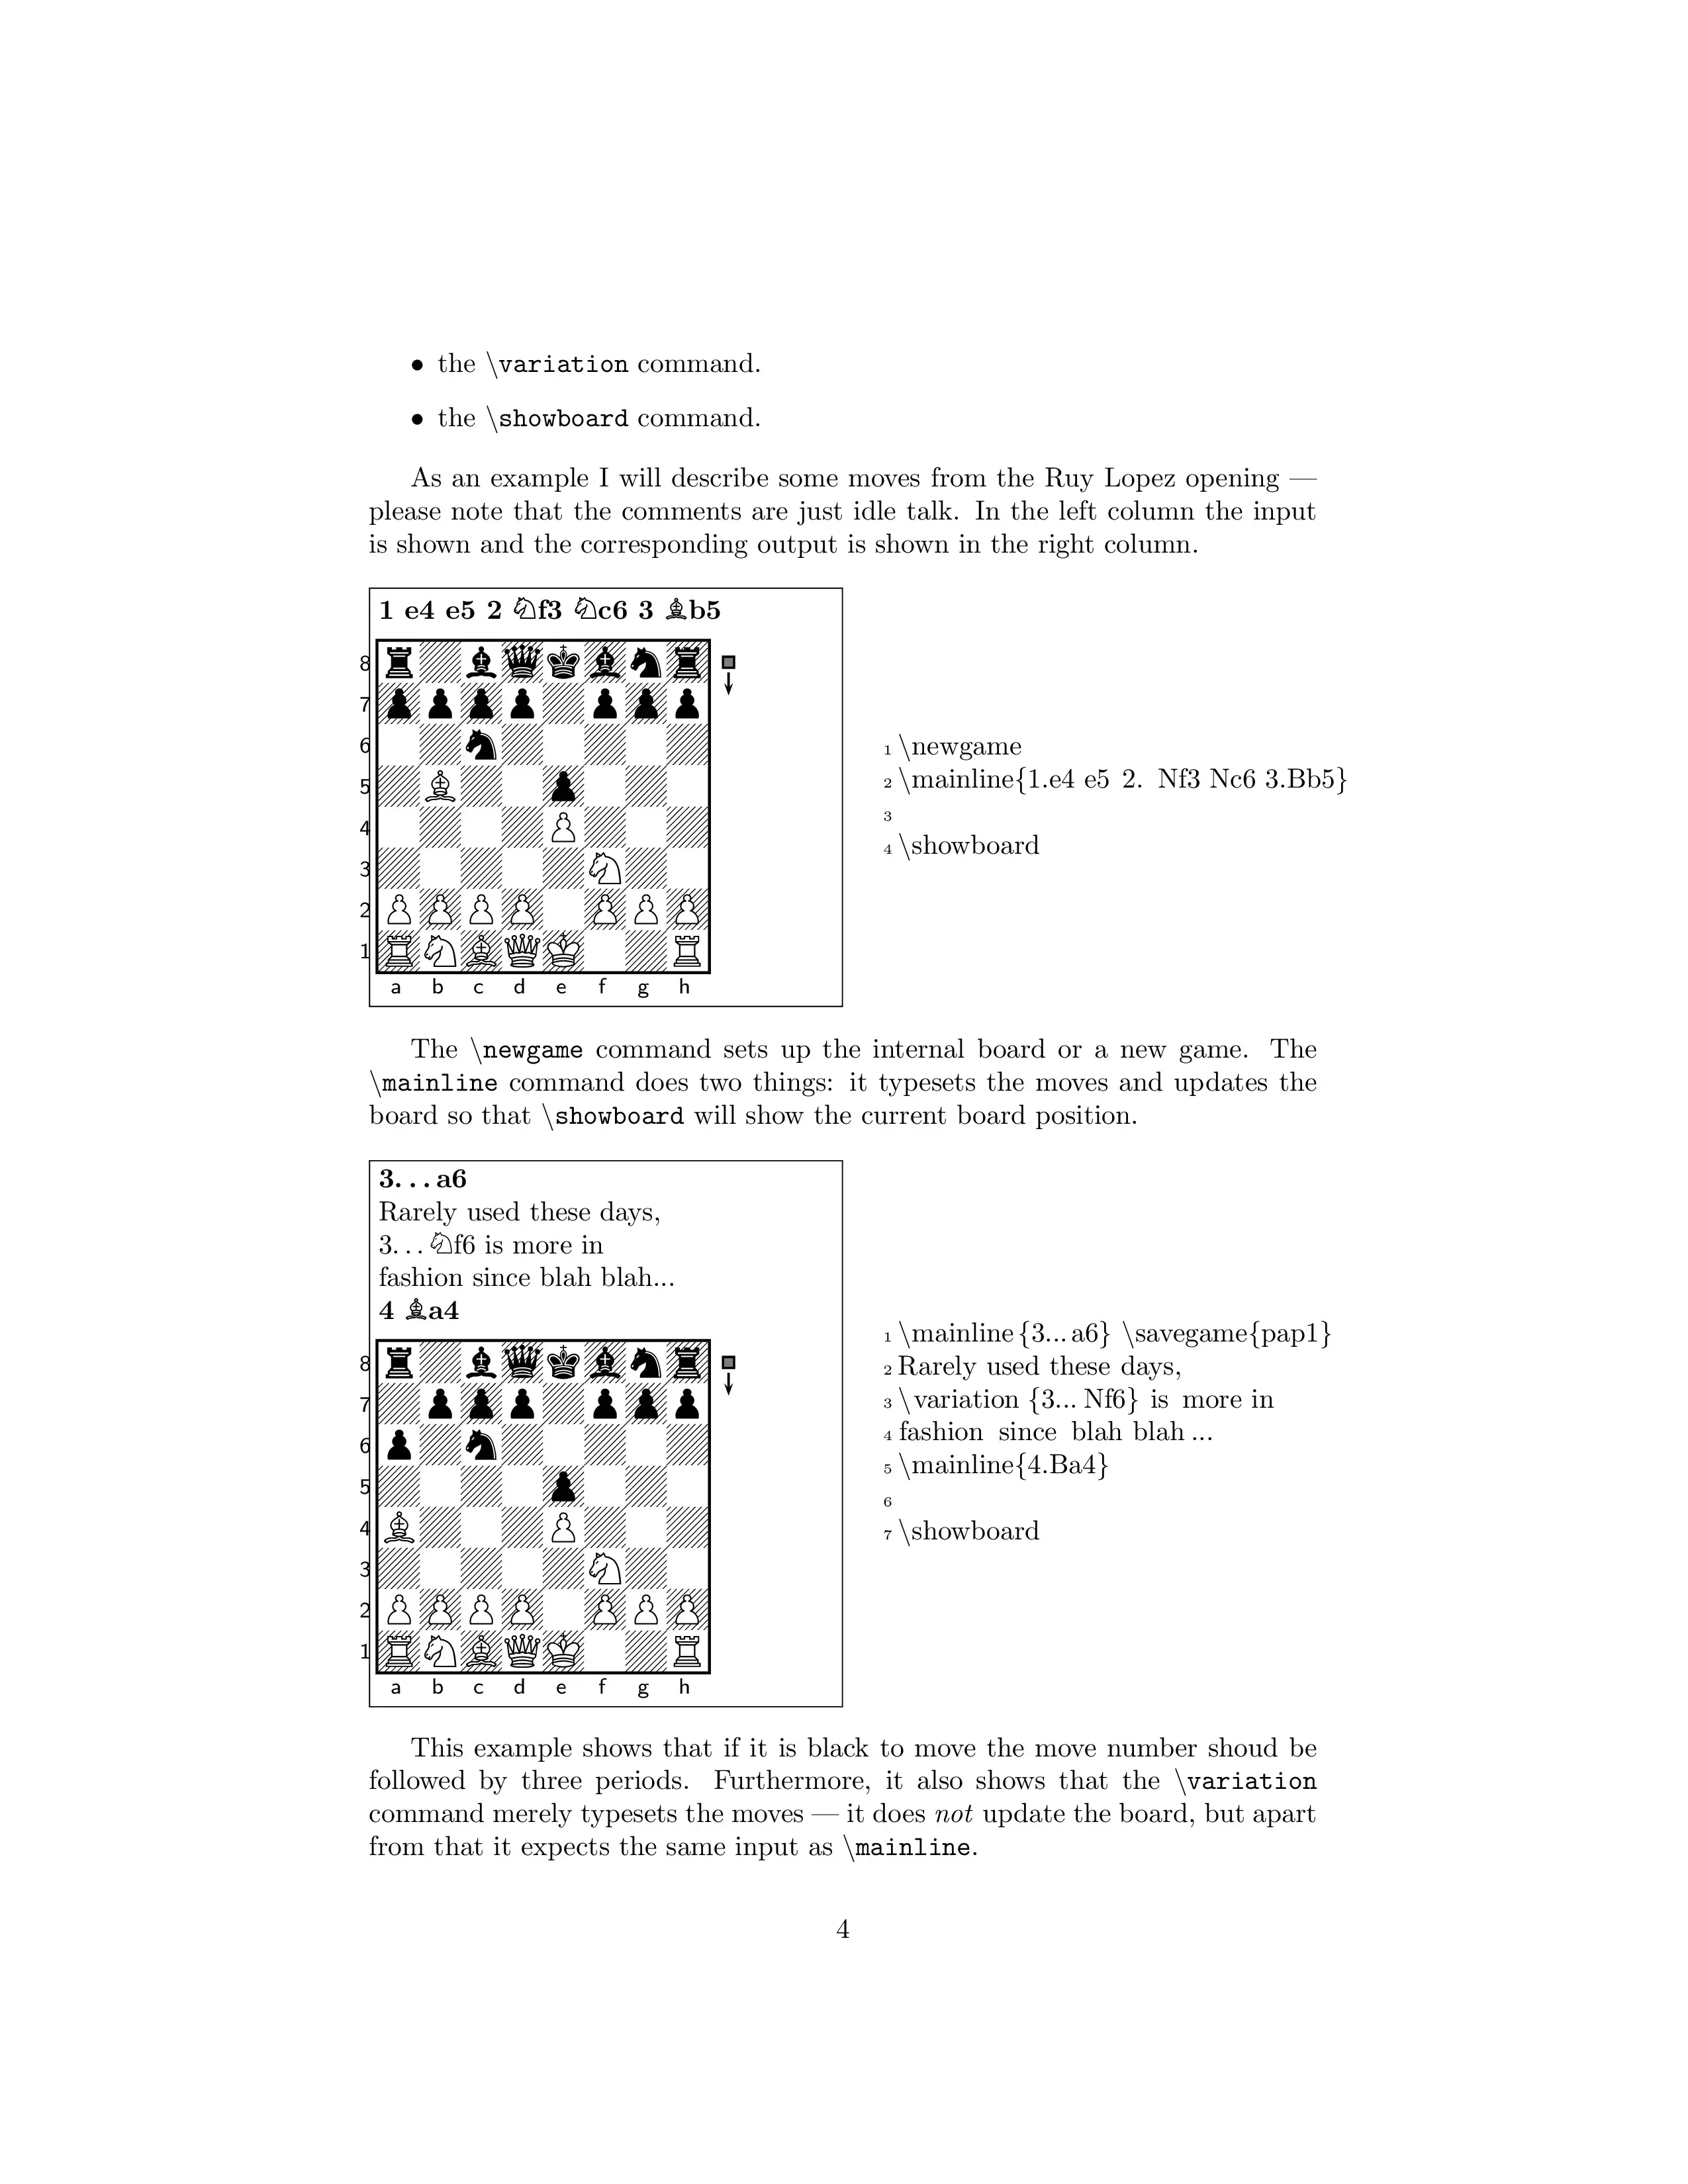 • the \variation command.
• the \showboard command.
As an example I will describe some moves from the Ruy Lopez opening —
please note that the comments are just idle talk. In the left column the input
is shown and the corresponding output is shown in the right column.
1 e4 e5 2 ♘f3 ♘c6 3 ♗b5
8
7
6
5
4
3
2
1
a b c d e f g h
1 \newgame
2 \mainline{1.e4 e5 2. Nf3 Nc6 3.Bb5}
3
4 \showboard
The \newgame command sets up the internal board or a new game. The
\mainline command does two things: it typesets the moves and updates the
board so that \showboard will show the current board position.
3...a6
Rarely used these days,
3...♘f6 is more in
fashion since blah blah...
4 ♗a4
8
7
6
5
4
3
2
1
a b c d e f g h
1 \mainline{3...a6} \savegame{pap1}
2 Rarely used these days,
3 \variation {3... Nf6} is more in
4 fashion since blah blah ...
5 \mainline{4.Ba4}
6
7 \showboard
This example shows that if it is black to move the move number shoud be
followed by three periods. Furthermore, it also shows that the \variation
command merely typesets the moves — it does not update the board, but apart
from that it expects the same input as \mainline.
4